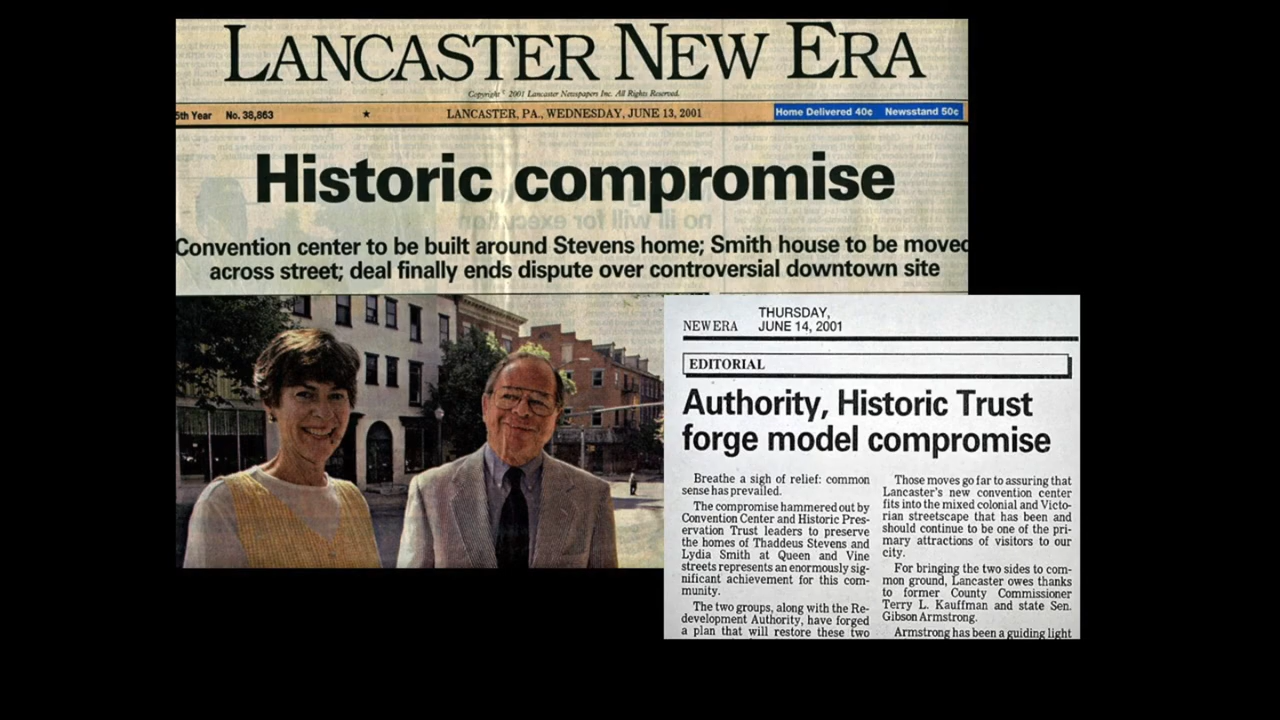 LANCASTER NEW ERA
Copyright © 2001 Lancaster Newspapers Inc. All Rights Reserved.
5th Year No. 38,863 ★ LANCASTER, PA., WEDNESDAY, JUNE 13, 2001 Home Delivered 40¢ Newsstand 50¢
Historic compromise
Convention center to be built around Stevens home; Smith house to be moved
across street; deal finally ends dispute over controversial downtown site
NEW ERA
THURSDAY,
JUNE 14, 2001
EDITORIAL
Authority, Historic Trust
forge model compromise
Breathe a sigh of relief: common
sense has prevailed.
The compromise hammered out by
Convention Center and Historic Pres-
ervation Trust leaders to preserve
the homes of Thaddeus Stevens and
Lydia Smith at Queen and Vine
streets represents an enormously sig-
nificant achievement for this com-
munity.
The two groups, along with the Re-
development Authority, have forged
a plan that will restore these two
Those moves go far to assuring that
Lancaster's new convention center
fits into the mixed colonial and Victo-
rian streetscape that has been and
should continue to be one of the pri-
mary attractions of visitors to our
city.
For bringing the two sides to com-
mon ground, Lancaster owes thanks
to former County Commissioner
Terry L. Kauffman and state Sen.
Gibson Armstrong.
Armstrong has been a guiding light